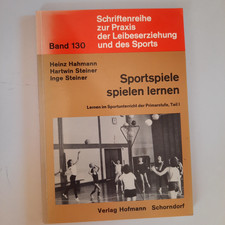 Schriftenreihe
zur Praxis
der Leibeserziehung
und des Sports
Band 130
Heinz Hahmann
Hartwin Steiner
Inge Steiner
Sportspiele
spielen lernen
Lernen im Sportunterricht der Primarstufe, Teil I
Verlag Hofmann Schorndorf